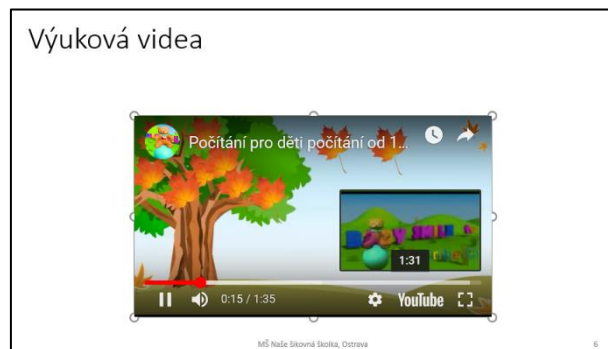 Výuková videa
Počítání pro děti počítání od 1...
1:31
0:15 / 1:35
YouTube
MŠ Naše šikovná školka, Ostrava
6